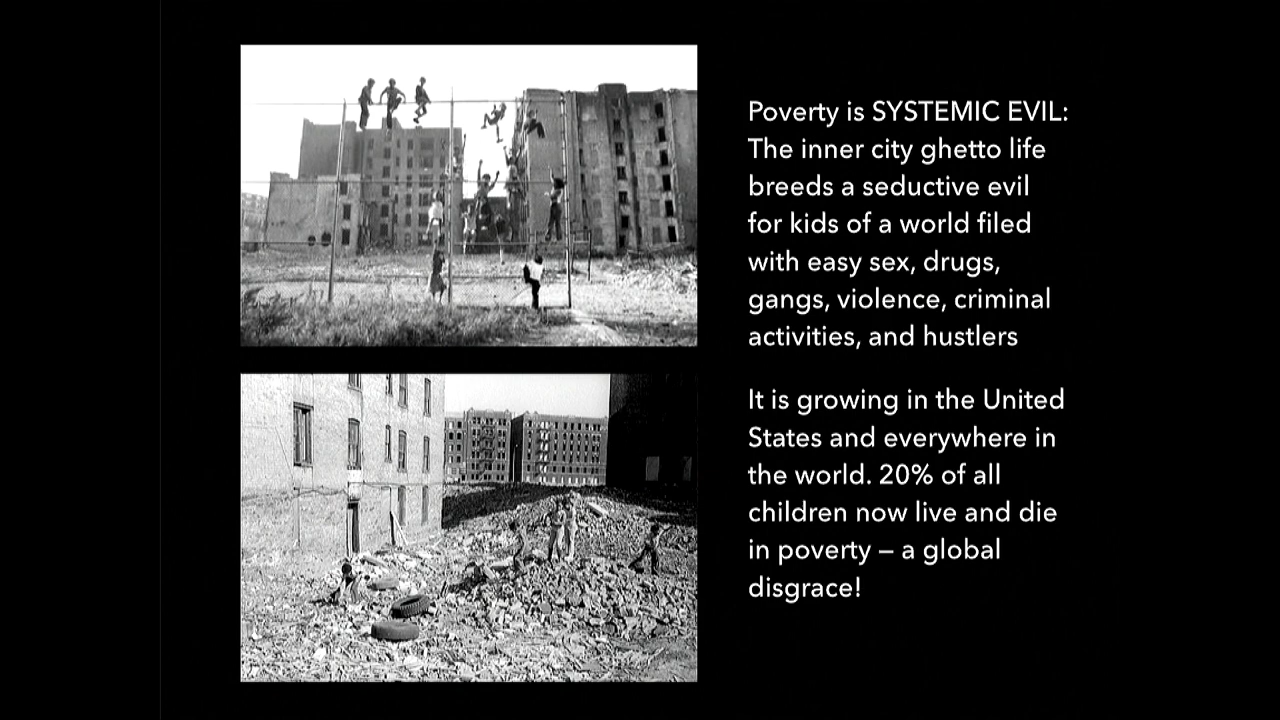 Poverty is SYSTEMIC EVIL:
The inner city ghetto life
breeds a seductive evil
for kids of a world filed
with easy sex, drugs,
gangs, violence, criminal
activities, and hustlers
It is growing in the United
States and everywhere in
the world. 20% of all
children now live and die
in poverty – a global
disgrace!